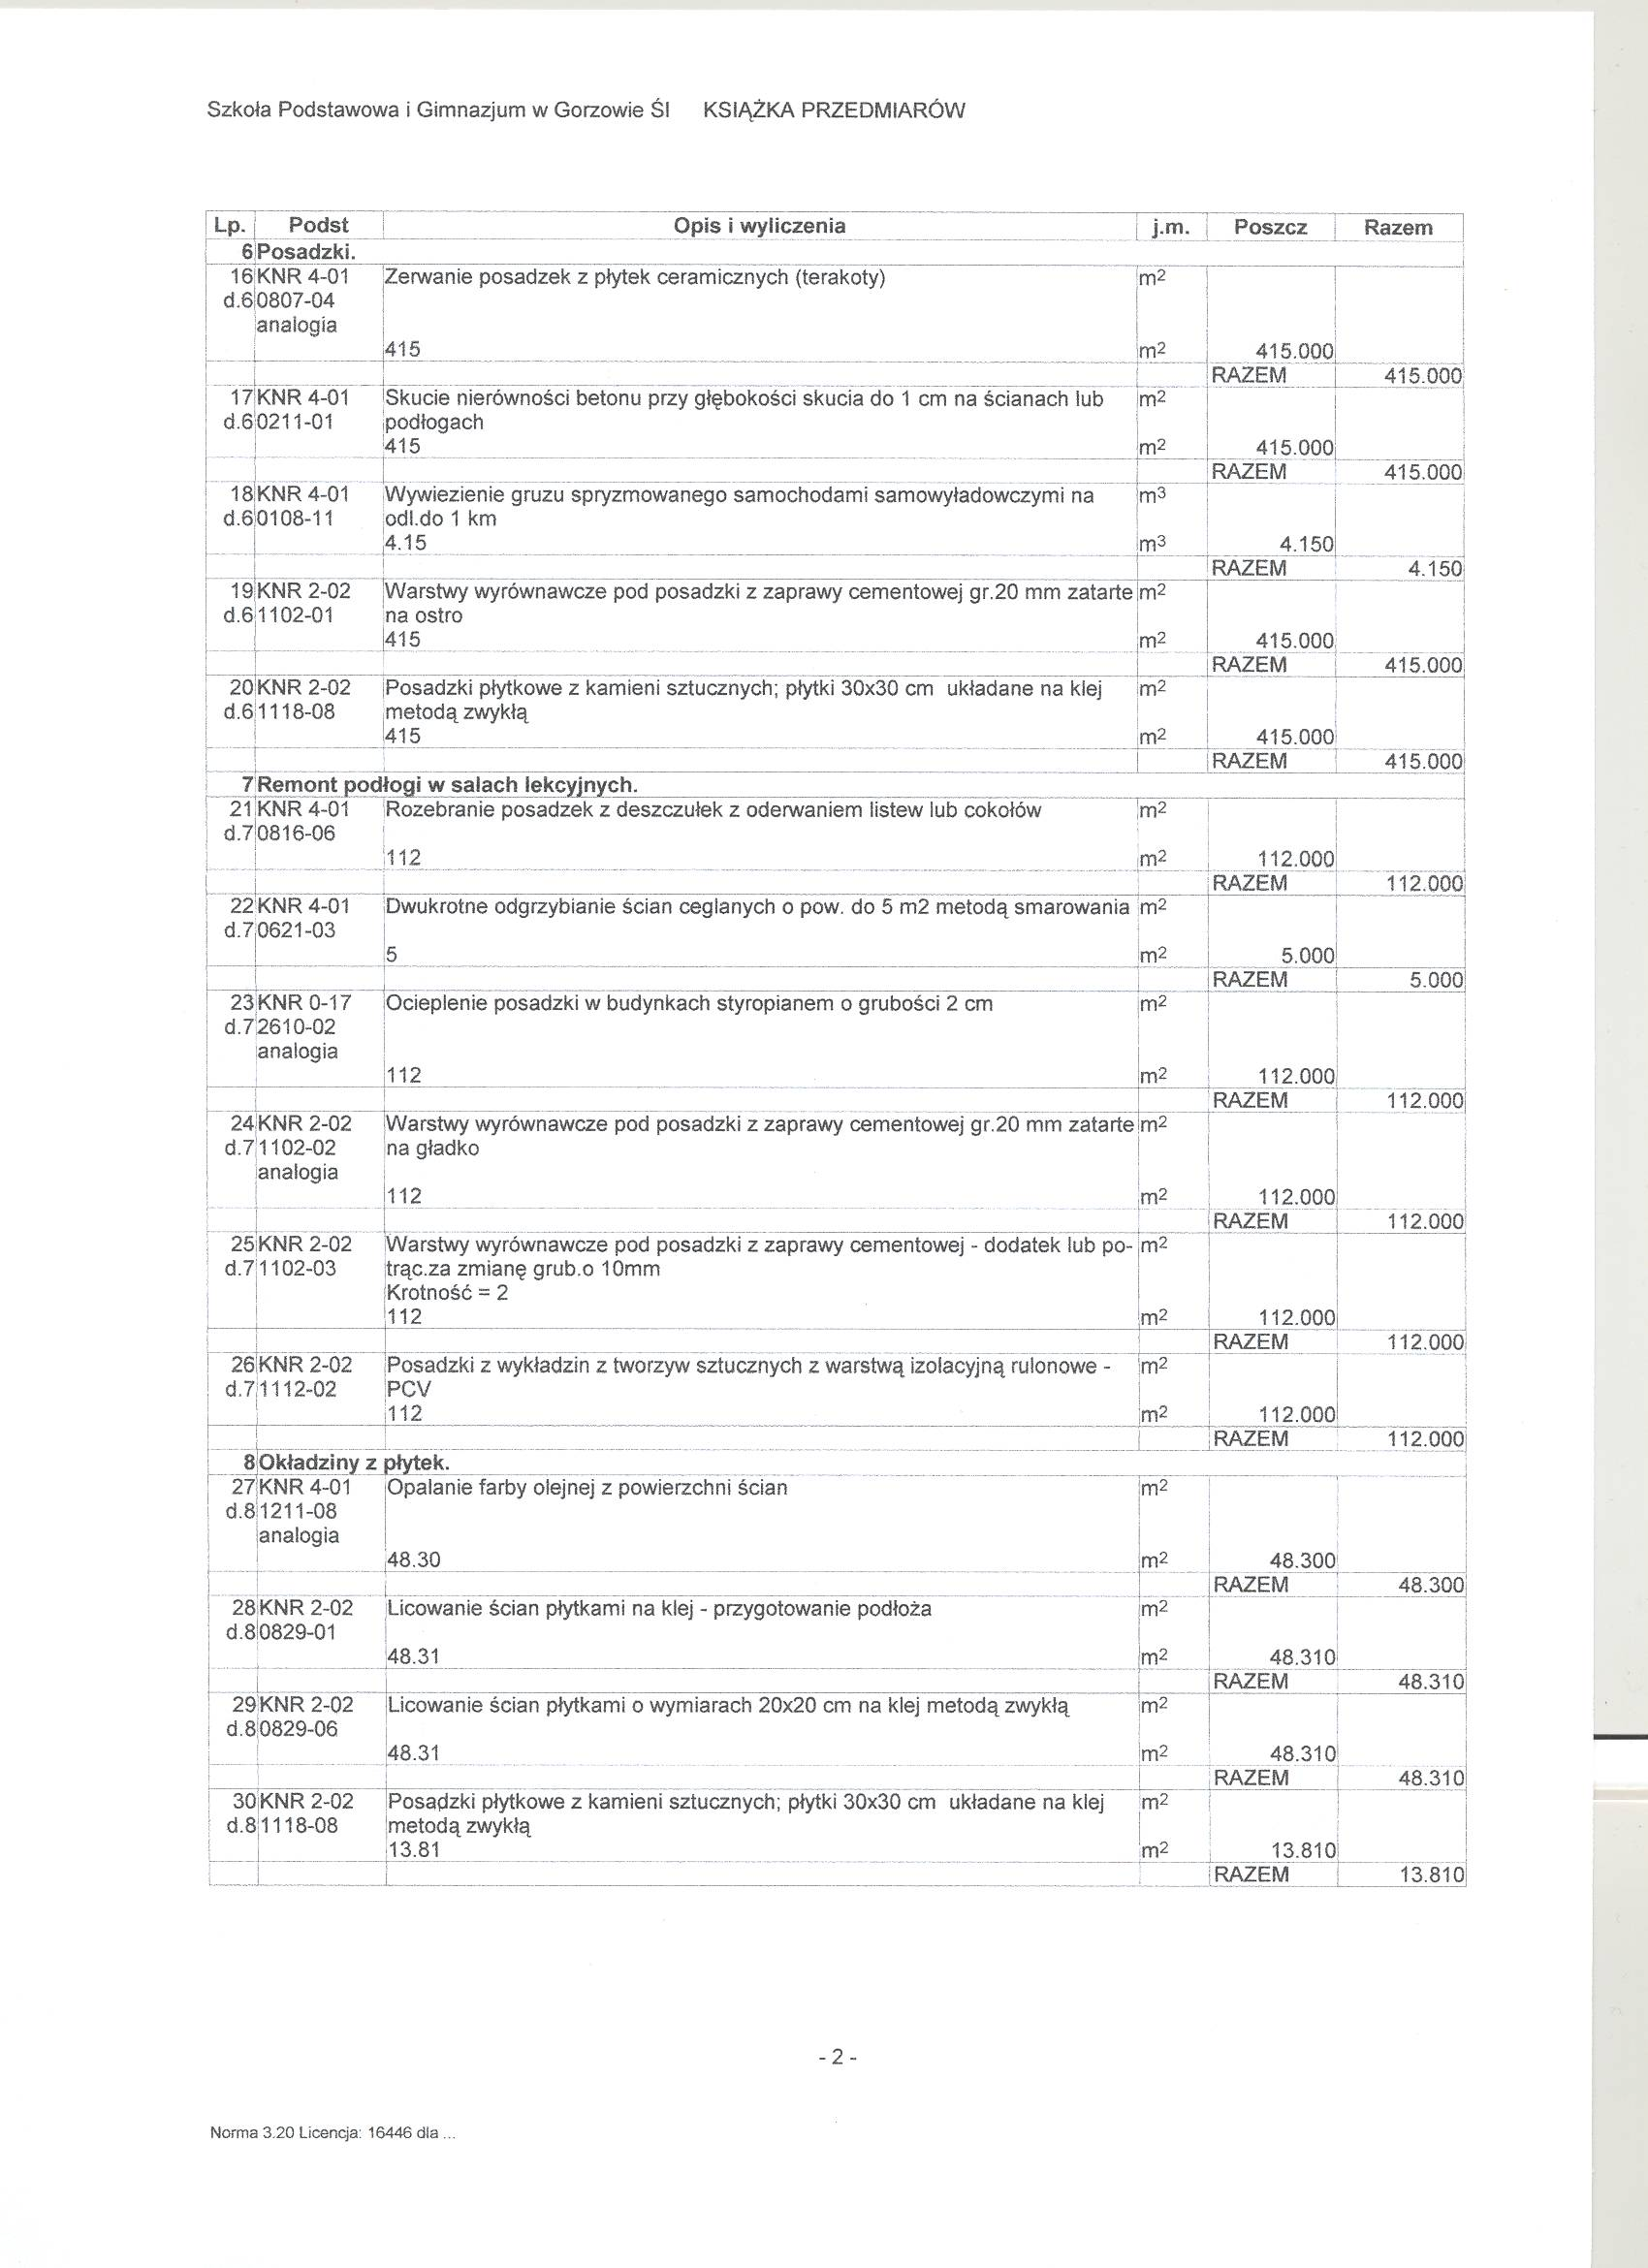 Szkoła Podstawowa i Gimnazjum w Gorzowie Śl KSIĄŻKA PRZEDMIARÓW
Lp. Podst Opis i wyliczenia j.m. Poszcz Razem
6 Posadzki.
16 KNR 4-01 Zerwanie posadzek z płytek ceramicznych (terakoty) m2
d.6 0807-04
analogia
415 m2 415.000
RAZEM 415.000
17 KNR 4-01 Skucie nierówności betonu przy głębokości skucia do 1 cm na ścianach lub m2
d.6 0211-01 podłogach
415 m2 415.000
RAZEM 415.000
18 KNR 4-01 Wywiezienie gruzu spryzmowanego samochodami samowyładowczymi na m3
d.6 0108-11 odl.do 1 km
4.15 m3 4.150
RAZEM 4.150
19 KNR 2-02 Warstwy wyrównawcze pod posadzki z zaprawy cementowej gr.20 mm zatarte m2
d.6 1102-01 na ostro
415 m2 415.000
RAZEM 415.000
20 KNR 2-02 Posadzki płytkowe z kamieni sztucznych; płytki 30x30 cm układane na klej m2
d.6 1118-08 metodą zwykłą
415 m2 415.000
RAZEM 415.000
7 Remont podłogi w salach lekcyjnych.
21 KNR 4-01 Rozebranie posadzek z deszczułek z oderwaniem listew lub cokołów m2
d.7 0816-06
112 m2 112.000
RAZEM 112.000
22 KNR 4-01 Dwukrotne odgrzybianie ścian ceglanych o pow. do 5 m2 metodą smarowania m2
d.7 0621-03
5 m2 5.000
RAZEM 5.000
23 KNR 0-17 Ocieplenie posadzki w budynkach styropianem o grubości 2 cm m2
d.7 2610-02
analogia
112 m2 112.000
RAZEM 112.000
24 KNR 2-02 Warstwy wyrównawcze pod posadzki z zaprawy cementowej gr.20 mm zatarte m2
d.7 1102-02 na gładko
analogia
112 m2 112.000
RAZEM 112.000
25 KNR 2-02 Warstwy wyrównawcze pod posadzki z zaprawy cementowej - dodatek lub po- m2
d.7 1102-03 trąc.za zmianę grub.o 10mm
Krotność = 2
112 m2 112.000
RAZEM 112.000
26 KNR 2-02 Posadzki z wykładzin z tworzyw sztucznych z warstwą izolacyjną rulonowe - m2
d.7 1112-02 PCV
112 m2 112.000
RAZEM 112.000
8 Okładziny z płytek.
27 KNR 4-01 Opalanie farby olejnej z powierzchni ścian m2
d.8 1211-08
analogia
48.30 m2 48.300
RAZEM 48.300
28 KNR 2-02 Licowanie ścian płytkami na klej - przygotowanie podłoża m2
d.8 0829-01
48.31 m2 48.310
RAZEM 48.310
29 KNR 2-02 Licowanie ścian płytkami o wymiarach 20x20 cm na klej metodą zwykłą m2
d.8 0829-06
48.31 m2 48.310
RAZEM 48.310
30 KNR 2-02 Posadzki płytkowe z kamieni sztucznych; płytki 30x30 cm układane na klej m2
d.8 1118-08 metodą zwykłą
13.81 m2 13.810
RAZEM 13.810
- 2 -
Norma 3.20 Licencja: 16446 dla ...